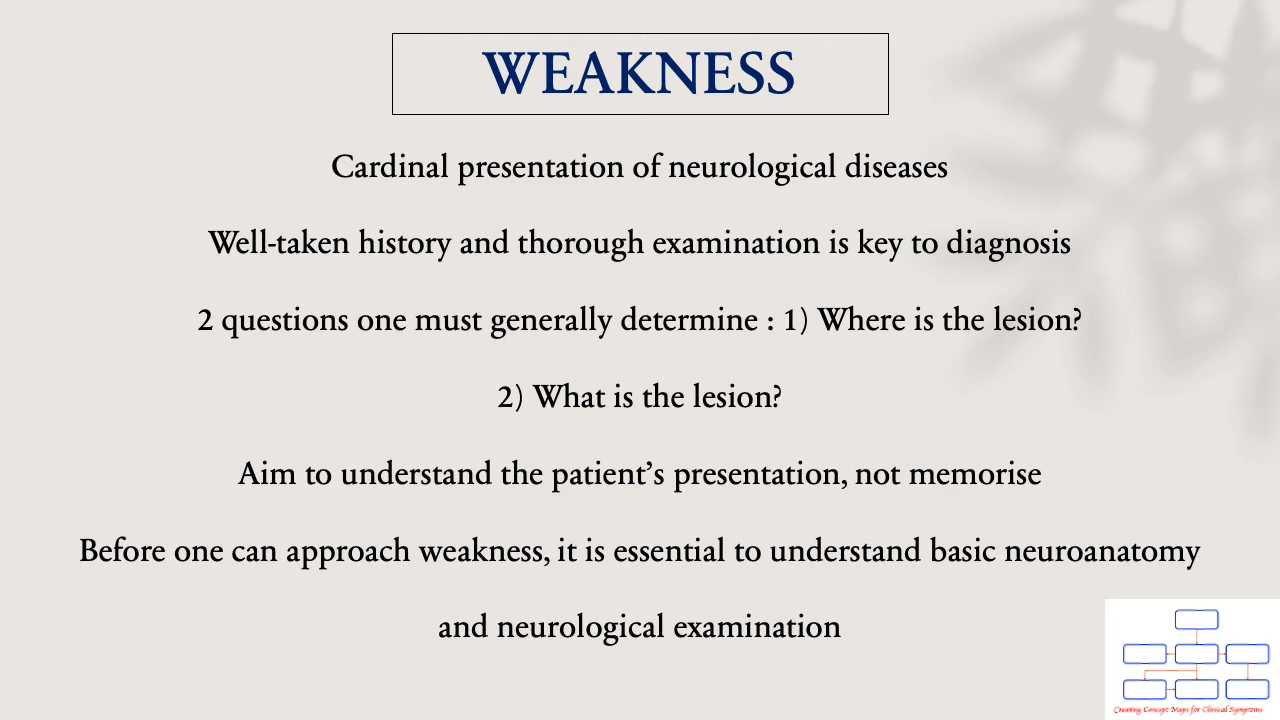 WEAKNESS
Cardinal presentation of neurological diseases
Well-taken history and thorough examination is key to diagnosis
2 questions one must generally determine : 1) Where is the lesion?
2) What is the lesion?
Aim to understand the patient’s presentation, not memorise
Before one can approach weakness, it is essential to understand basic neuroanatomy
and neurological examination
Creating Concept Maps for Clinical Symptoms